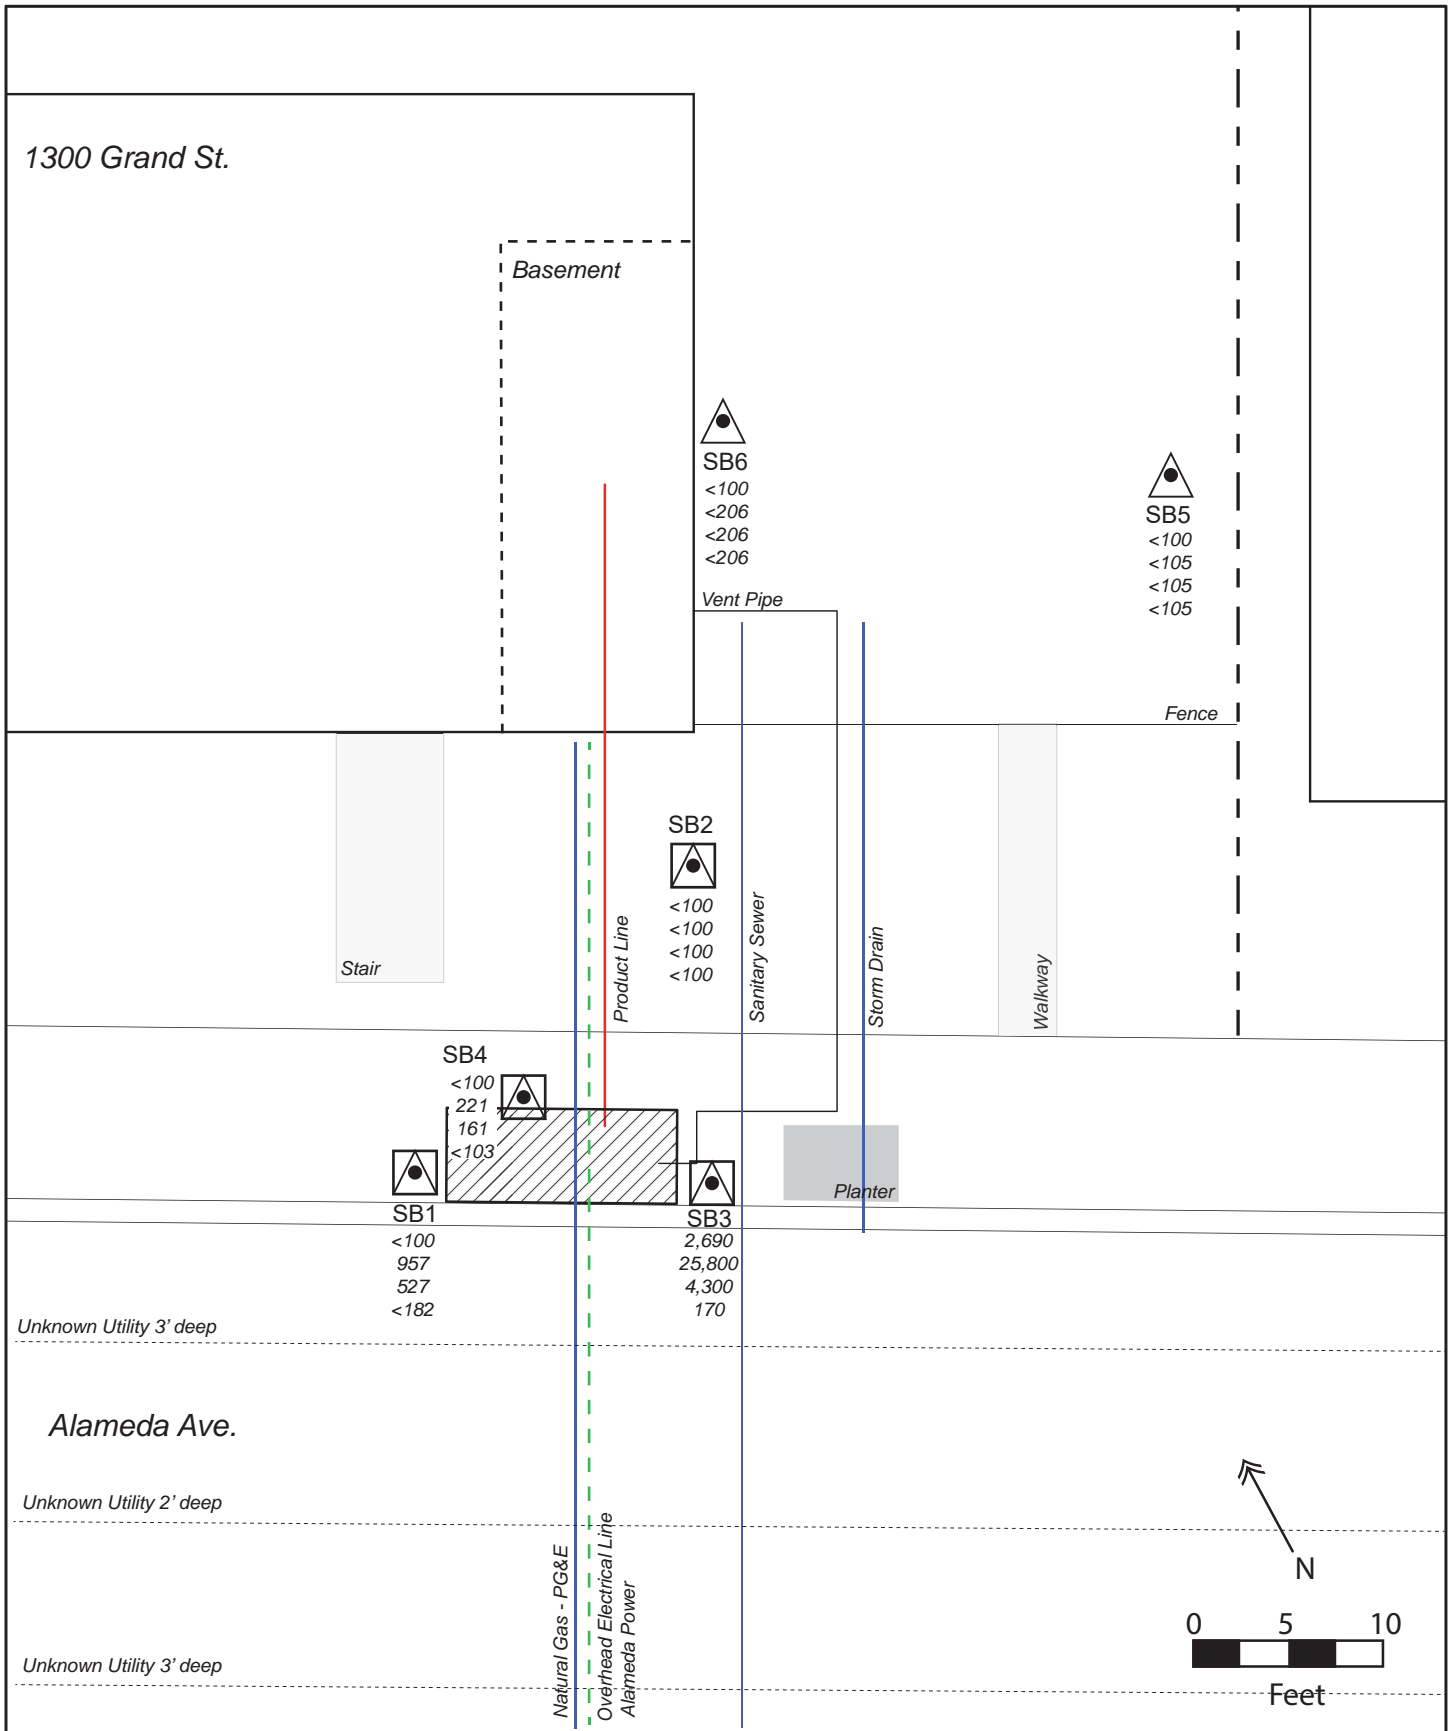 1300 Grand St.
Basement
SB6
<100
<206
<206
<206
SB5
<100
<105
<105
<105
Vent Pipe
Fence
SB2
<100
<100
<100
<100
Stair
Product Line
Sanitary Sewer
Storm Drain
Walkway
SB4
<100
221
161
<103
Planter
SB1
<100
957
527
<182
SB3
2,690
25,800
4,300
170
Unknown Utility 3’ deep
Alameda Ave.
Unknown Utility 2’ deep
Natural Gas - PG&E
Overhead Electrical Line
Alameda Power
N
0 5 10
Feet
Unknown Utility 3’ deep